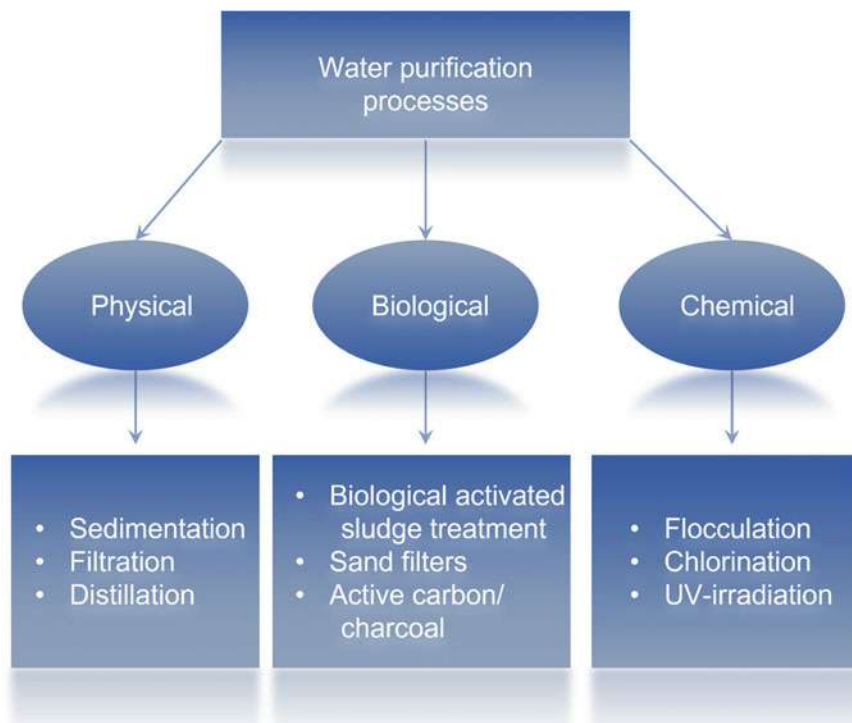 Water purification
processes
Physical
Biological
Chemical
• Sedimentation
• Filtration
• Distillation
• Biological activated
sludge treatment
• Sand filters
• Active carbon/
charcoal
• Flocculation
• Chlorination
• UV-irradiation